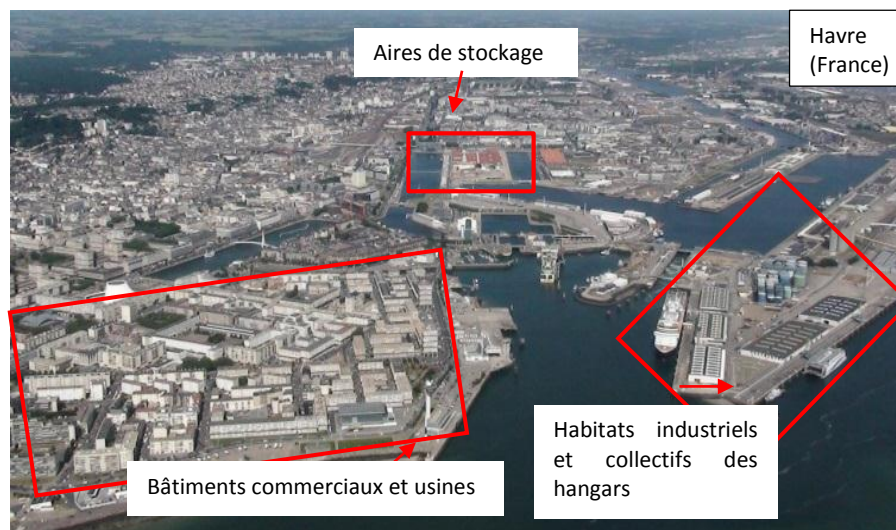 Havre
(France)
Aires de stockage
Habitats industriels
et collectifs des
hangars
Bâtiments commerciaux et usines